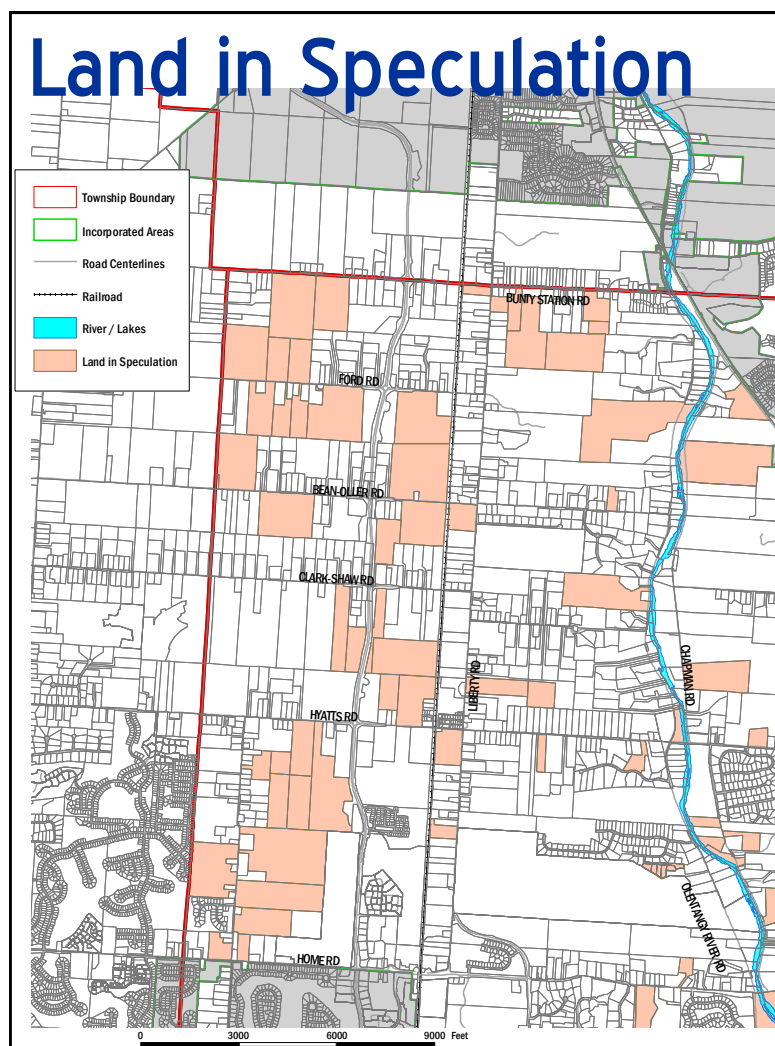 Land in Speculation
Township Boundary
Incorporated Areas
Road Centerlines
Railroad
River / Lakes
Land in Speculation
BUNTY STATION RD
FORD RD
BEAN-OLLER RD
CLARK-SHAW RD
CHAPMAN RD
LIBERTY RD
HYATTS RD
OLENTANGY RIVER RD
HOME RD
0 3000 6000 9000 Feet